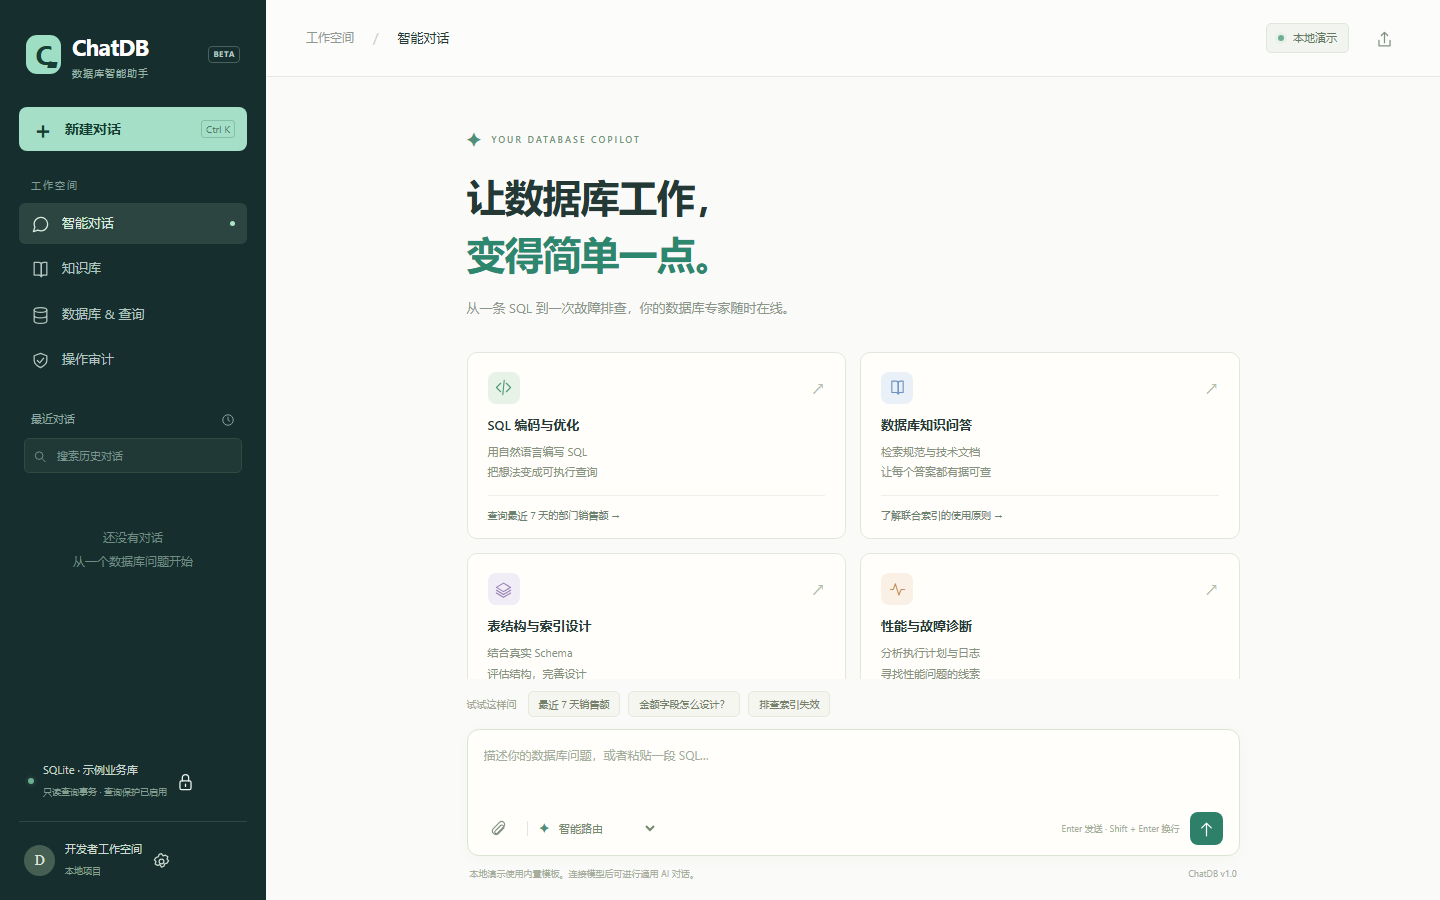 ChatDB
数据库智能助手
BETA
新建对话
Ctrl K
工作空间
智能对话
知识库
数据库 & 查询
操作审计
最近对话
搜索历史对话
还没有对话
从一个数据库问题开始
SQLite · 示例业务库
只读查询事务 · 查询保护已启用
D
开发者工作空间
本地项目
工作空间 / 智能对话
本地演示
YOUR DATABASE COPILOT
让数据库工作，
变得简单一点。
从一条 SQL 到一次故障排查，你的数据库专家随时在线。
SQL 编码与优化
用自然语言编写 SQL
把想法变成可执行查询
查询最近 7 天的部门销售额 →
数据库知识问答
检索规范与技术文档
让每个答案都有据可查
了解联合索引的使用原则 →
表结构与索引设计
结合真实 Schema
评估结构，完善设计
性能与故障诊断
分析执行计划与日志
寻找性能问题的线索
试试这样问
最近 7 天销售额
金额字段怎么设计？
排查索引失效
描述你的数据库问题，或者粘贴一段 SQL...
智能路由
Enter 发送 · Shift + Enter 换行
本地演示使用内置模板。连接模型后可进行通用 AI 对话。
ChatDB v1.0